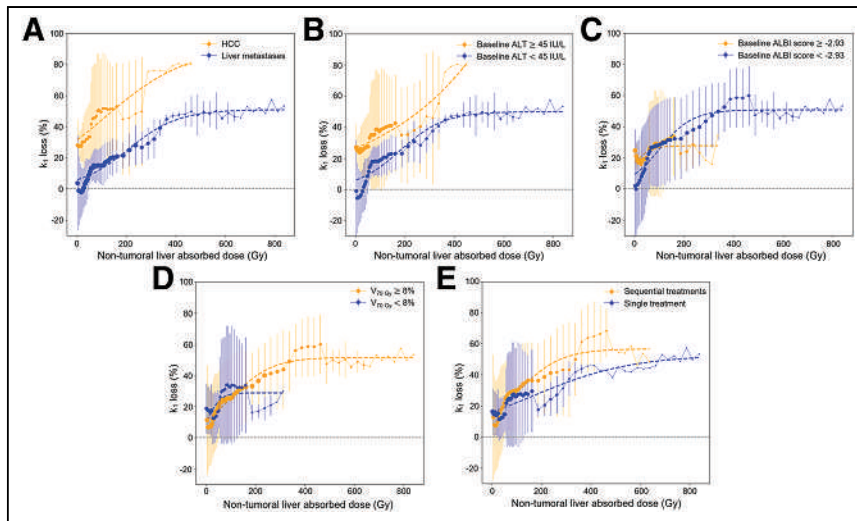 A
HCC
Liver metastases
k₁ loss (%)
100
80
60
40
20
0
20
0
200
400
600
800
Non-tumoral liver absorbed dose (Gy)
B
Baseline ALT ≥ 45 IU/L
Baseline ALT < 45 IU/L
k₁ loss (%)
100
80
60
40
20
0
20
0
200
400
600
800
Non-tumoral liver absorbed dose (Gy)
C
Baseline ALBI score ≥ -2.93
Baseline ALBI score < -2.93
k₁ loss (%)
100
80
60
40
20
0
20
0
200
400
600
800
Non-tumoral liver absorbed dose (Gy)
D
V70 Gy ≥ 8%
V70 Gy < 8%
k₁ loss (%)
100
80
60
40
20
0
20
0
200
400
600
800
Non-tumoral liver absorbed dose (Gy)
E
Sequential treatments
Single treatment
k₁ loss (%)
100
80
60
40
20
0
20
0
200
400
600
800
Non-tumoral liver absorbed dose (Gy)